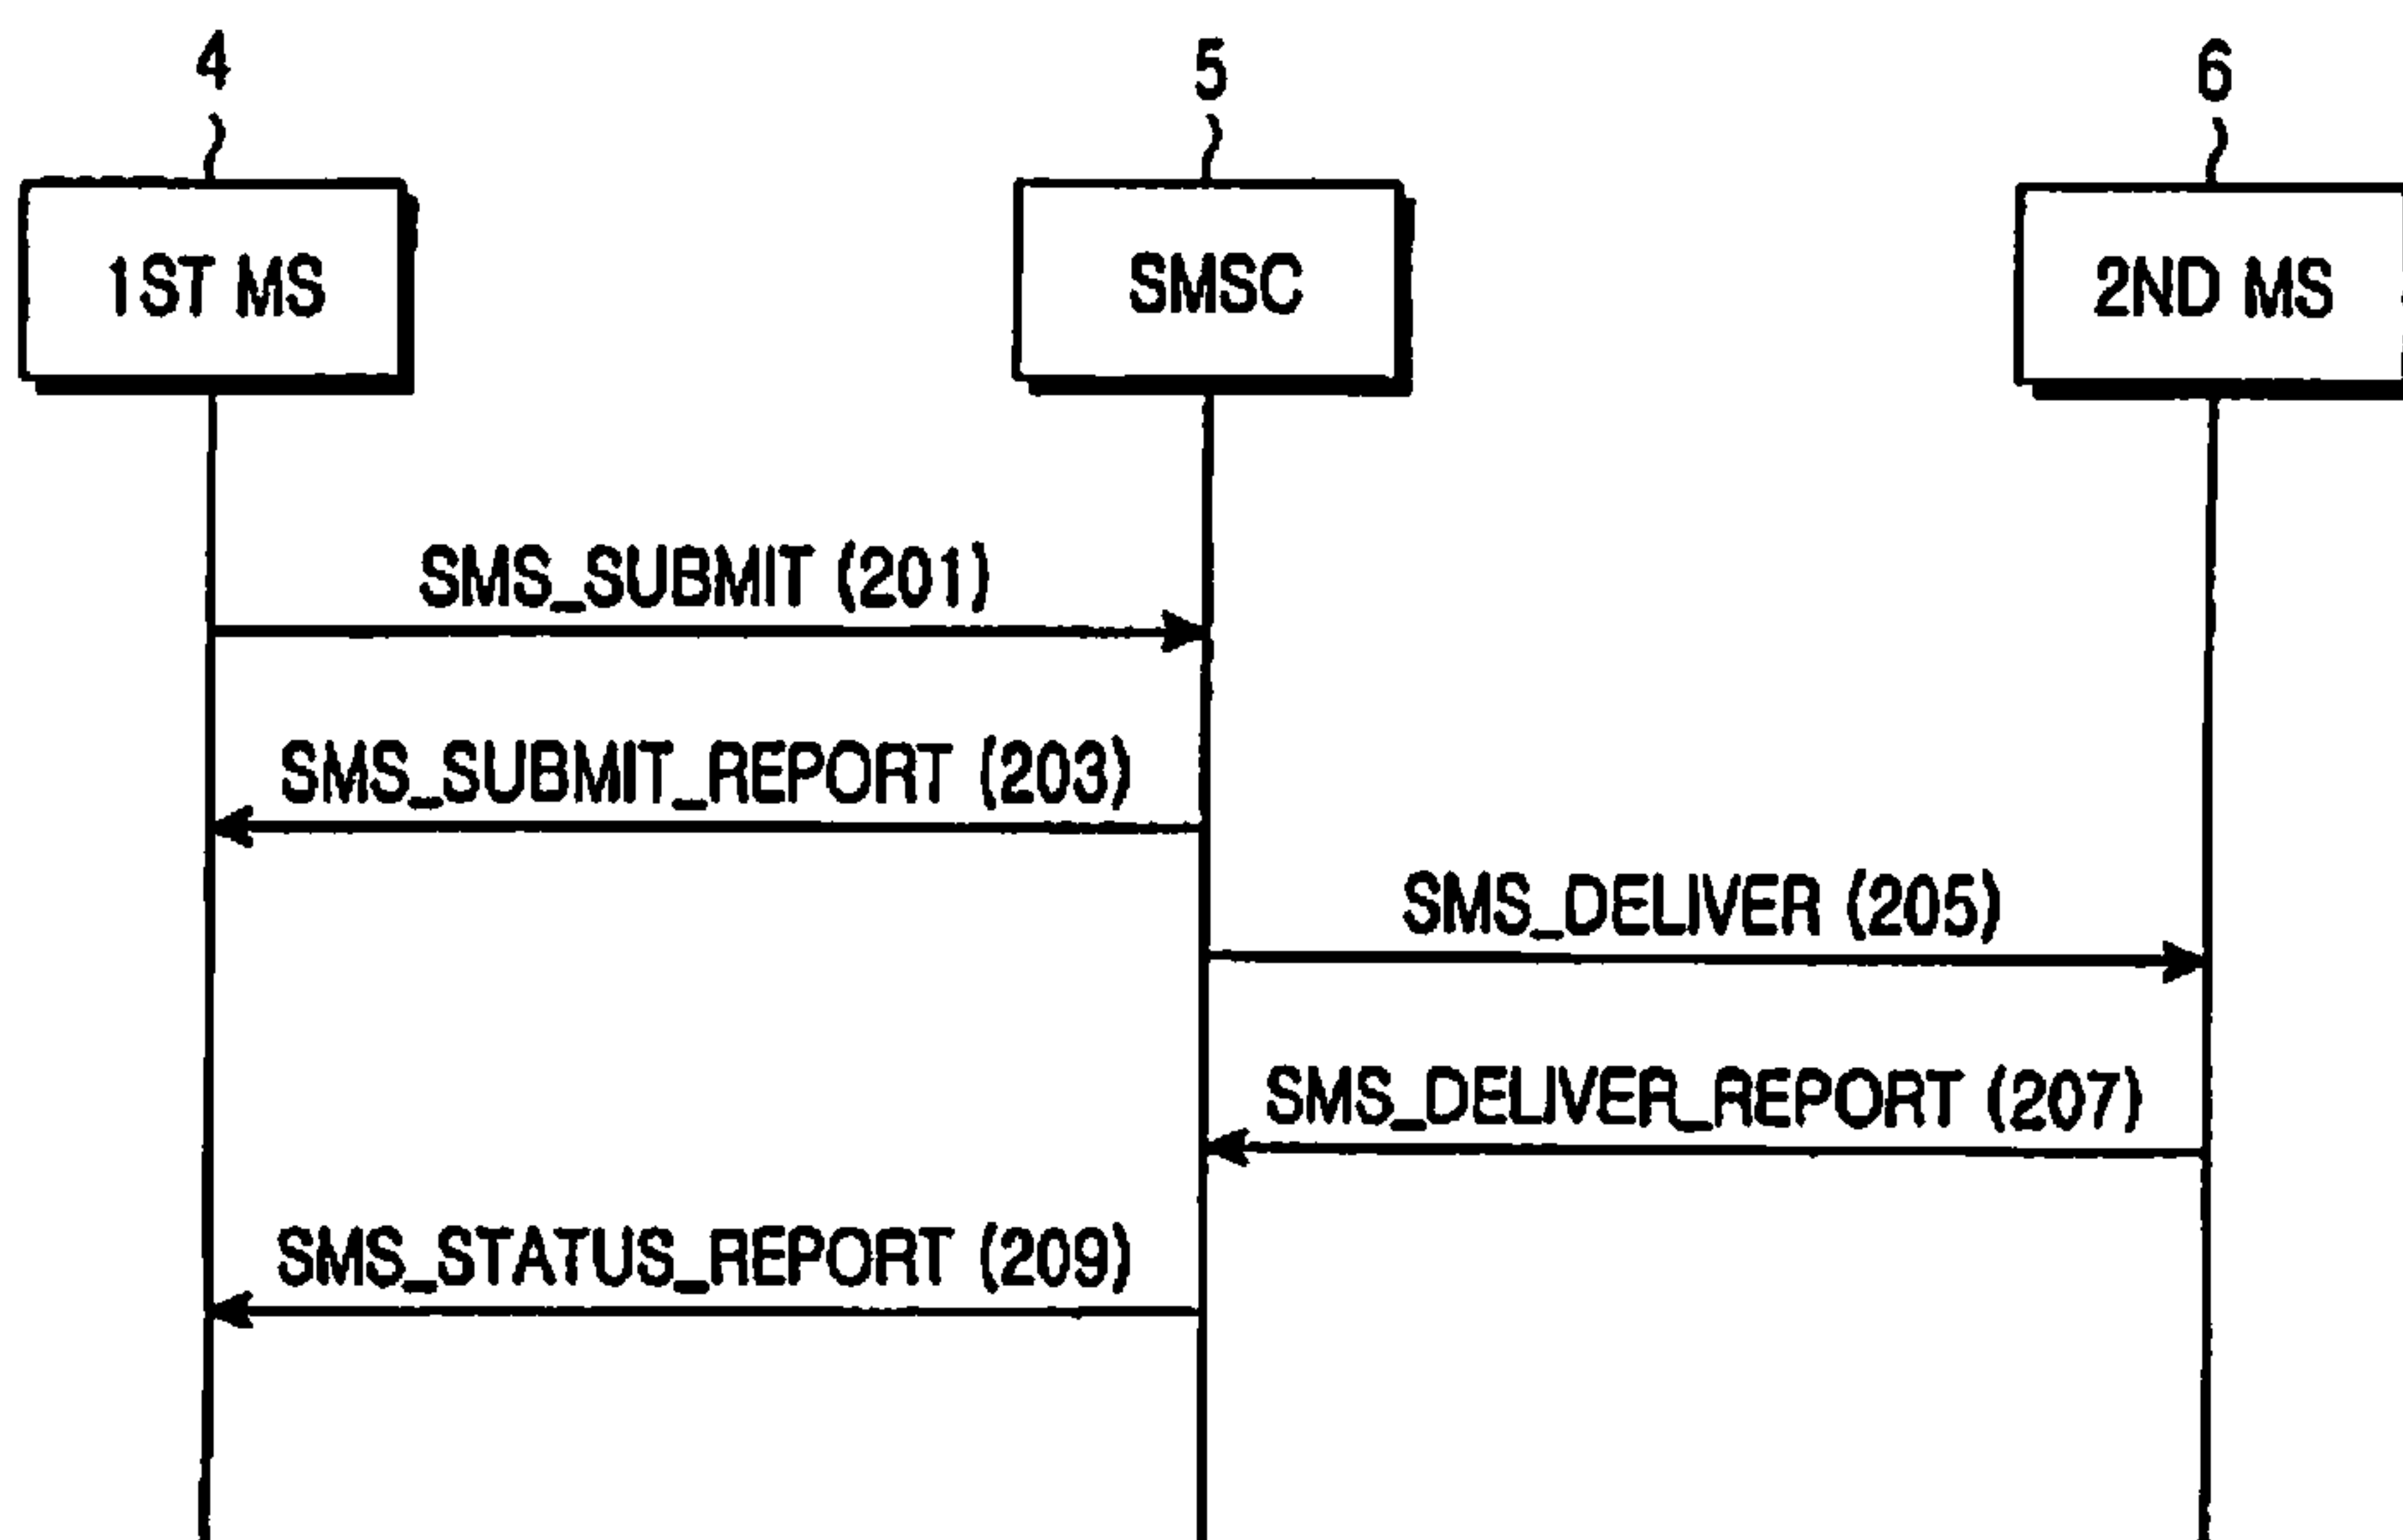 4
5
6
1ST MS
SMSC
2ND MS
SMS_SUBMIT (201)
SMS_SUBMIT_REPORT (203)
SMS_DELIVER (205)
SMS_DELIVER_REPORT (207)
SMS_STATUS_REPORT (209)